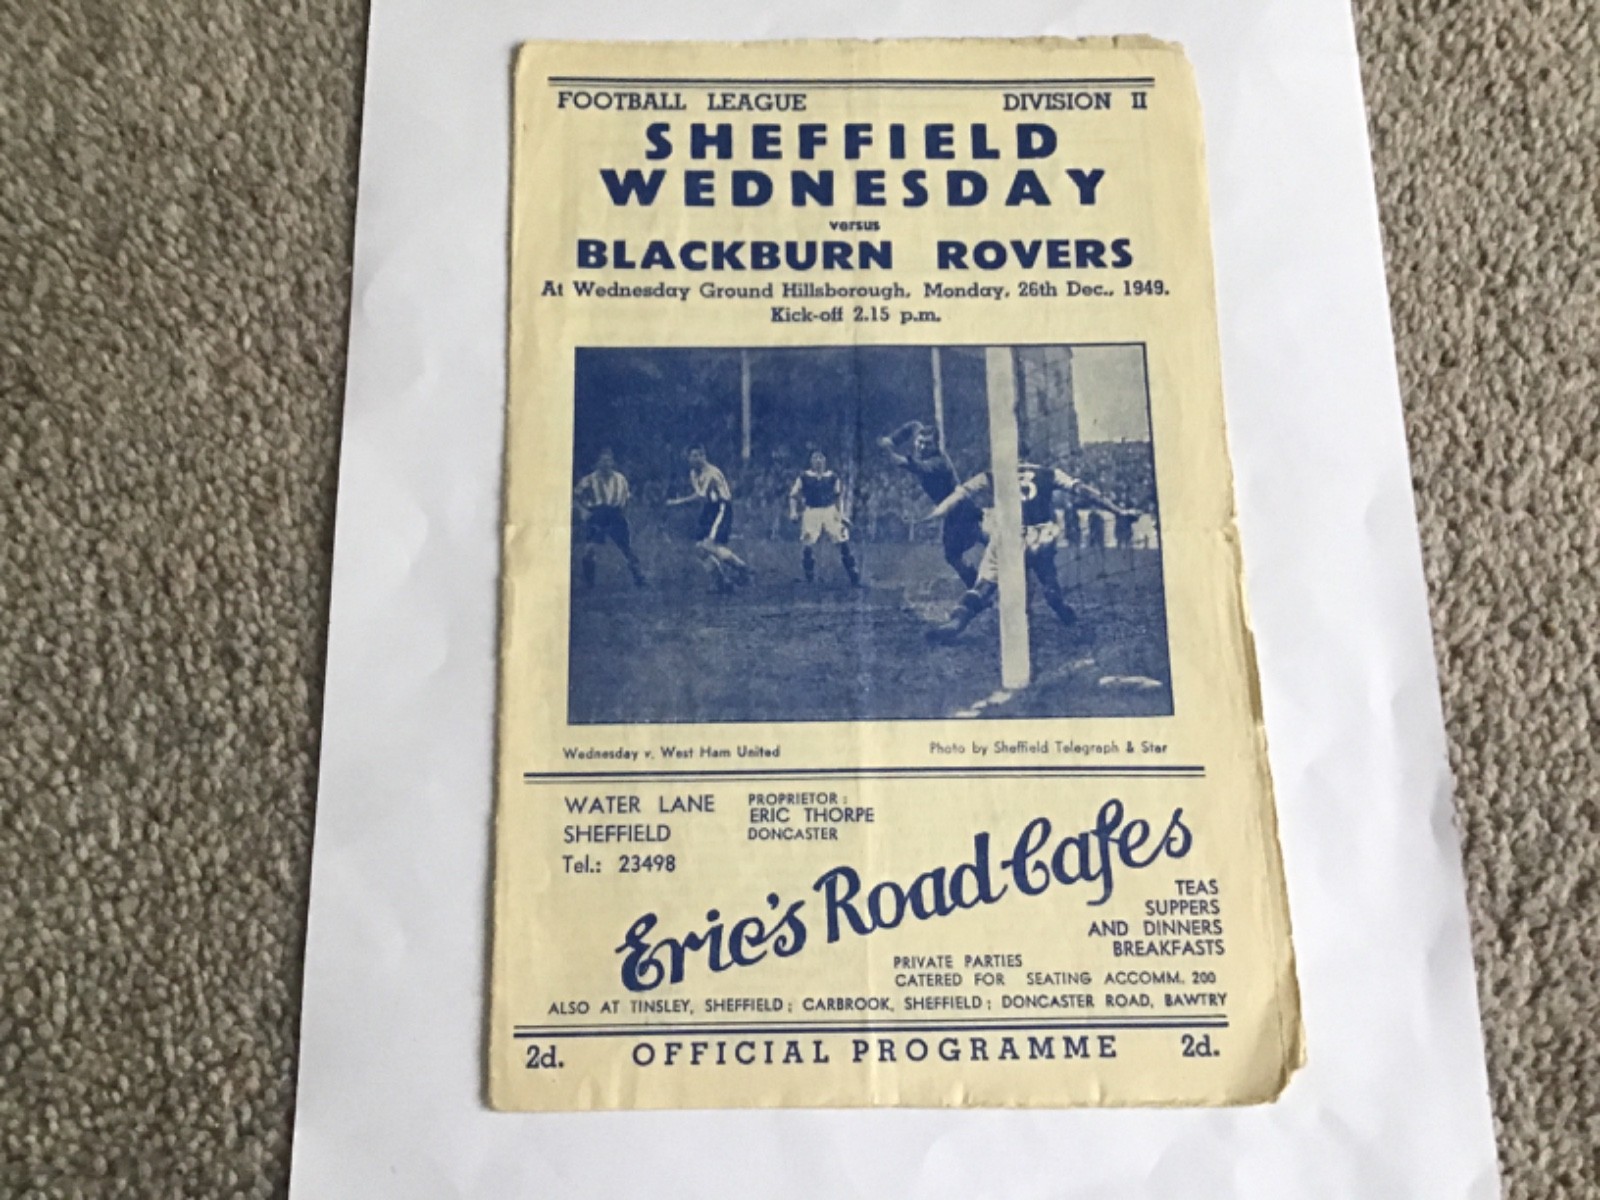 FOOTBALL LEAGUE DIVISION II
SHEFFIELD
WEDNESDAY
versus
BLACKBURN ROVERS
At Wednesday Ground Hillsborough, Monday, 26th Dec., 1949.
Kick-off 2.15 p.m.
3
Wednesday v. West Ham United Photo by Sheffield Telegraph & Star
WATER LANE
SHEFFIELD
Tel.: 23498
PROPRIETOR :
ERIC THORPE
DONCASTER
Eric's Road Cafes
TEAS
SUPPERS
AND DINNERS
BREAKFASTS
PRIVATE PARTIES
CATERED FOR SEATING ACCOMM. 200
ALSO AT TINSLEY, SHEFFIELD ; CARBROOK, SHEFFIELD ; DONCASTER ROAD, BAWTRY
2d. OFFICIAL PROGRAMME 2d.